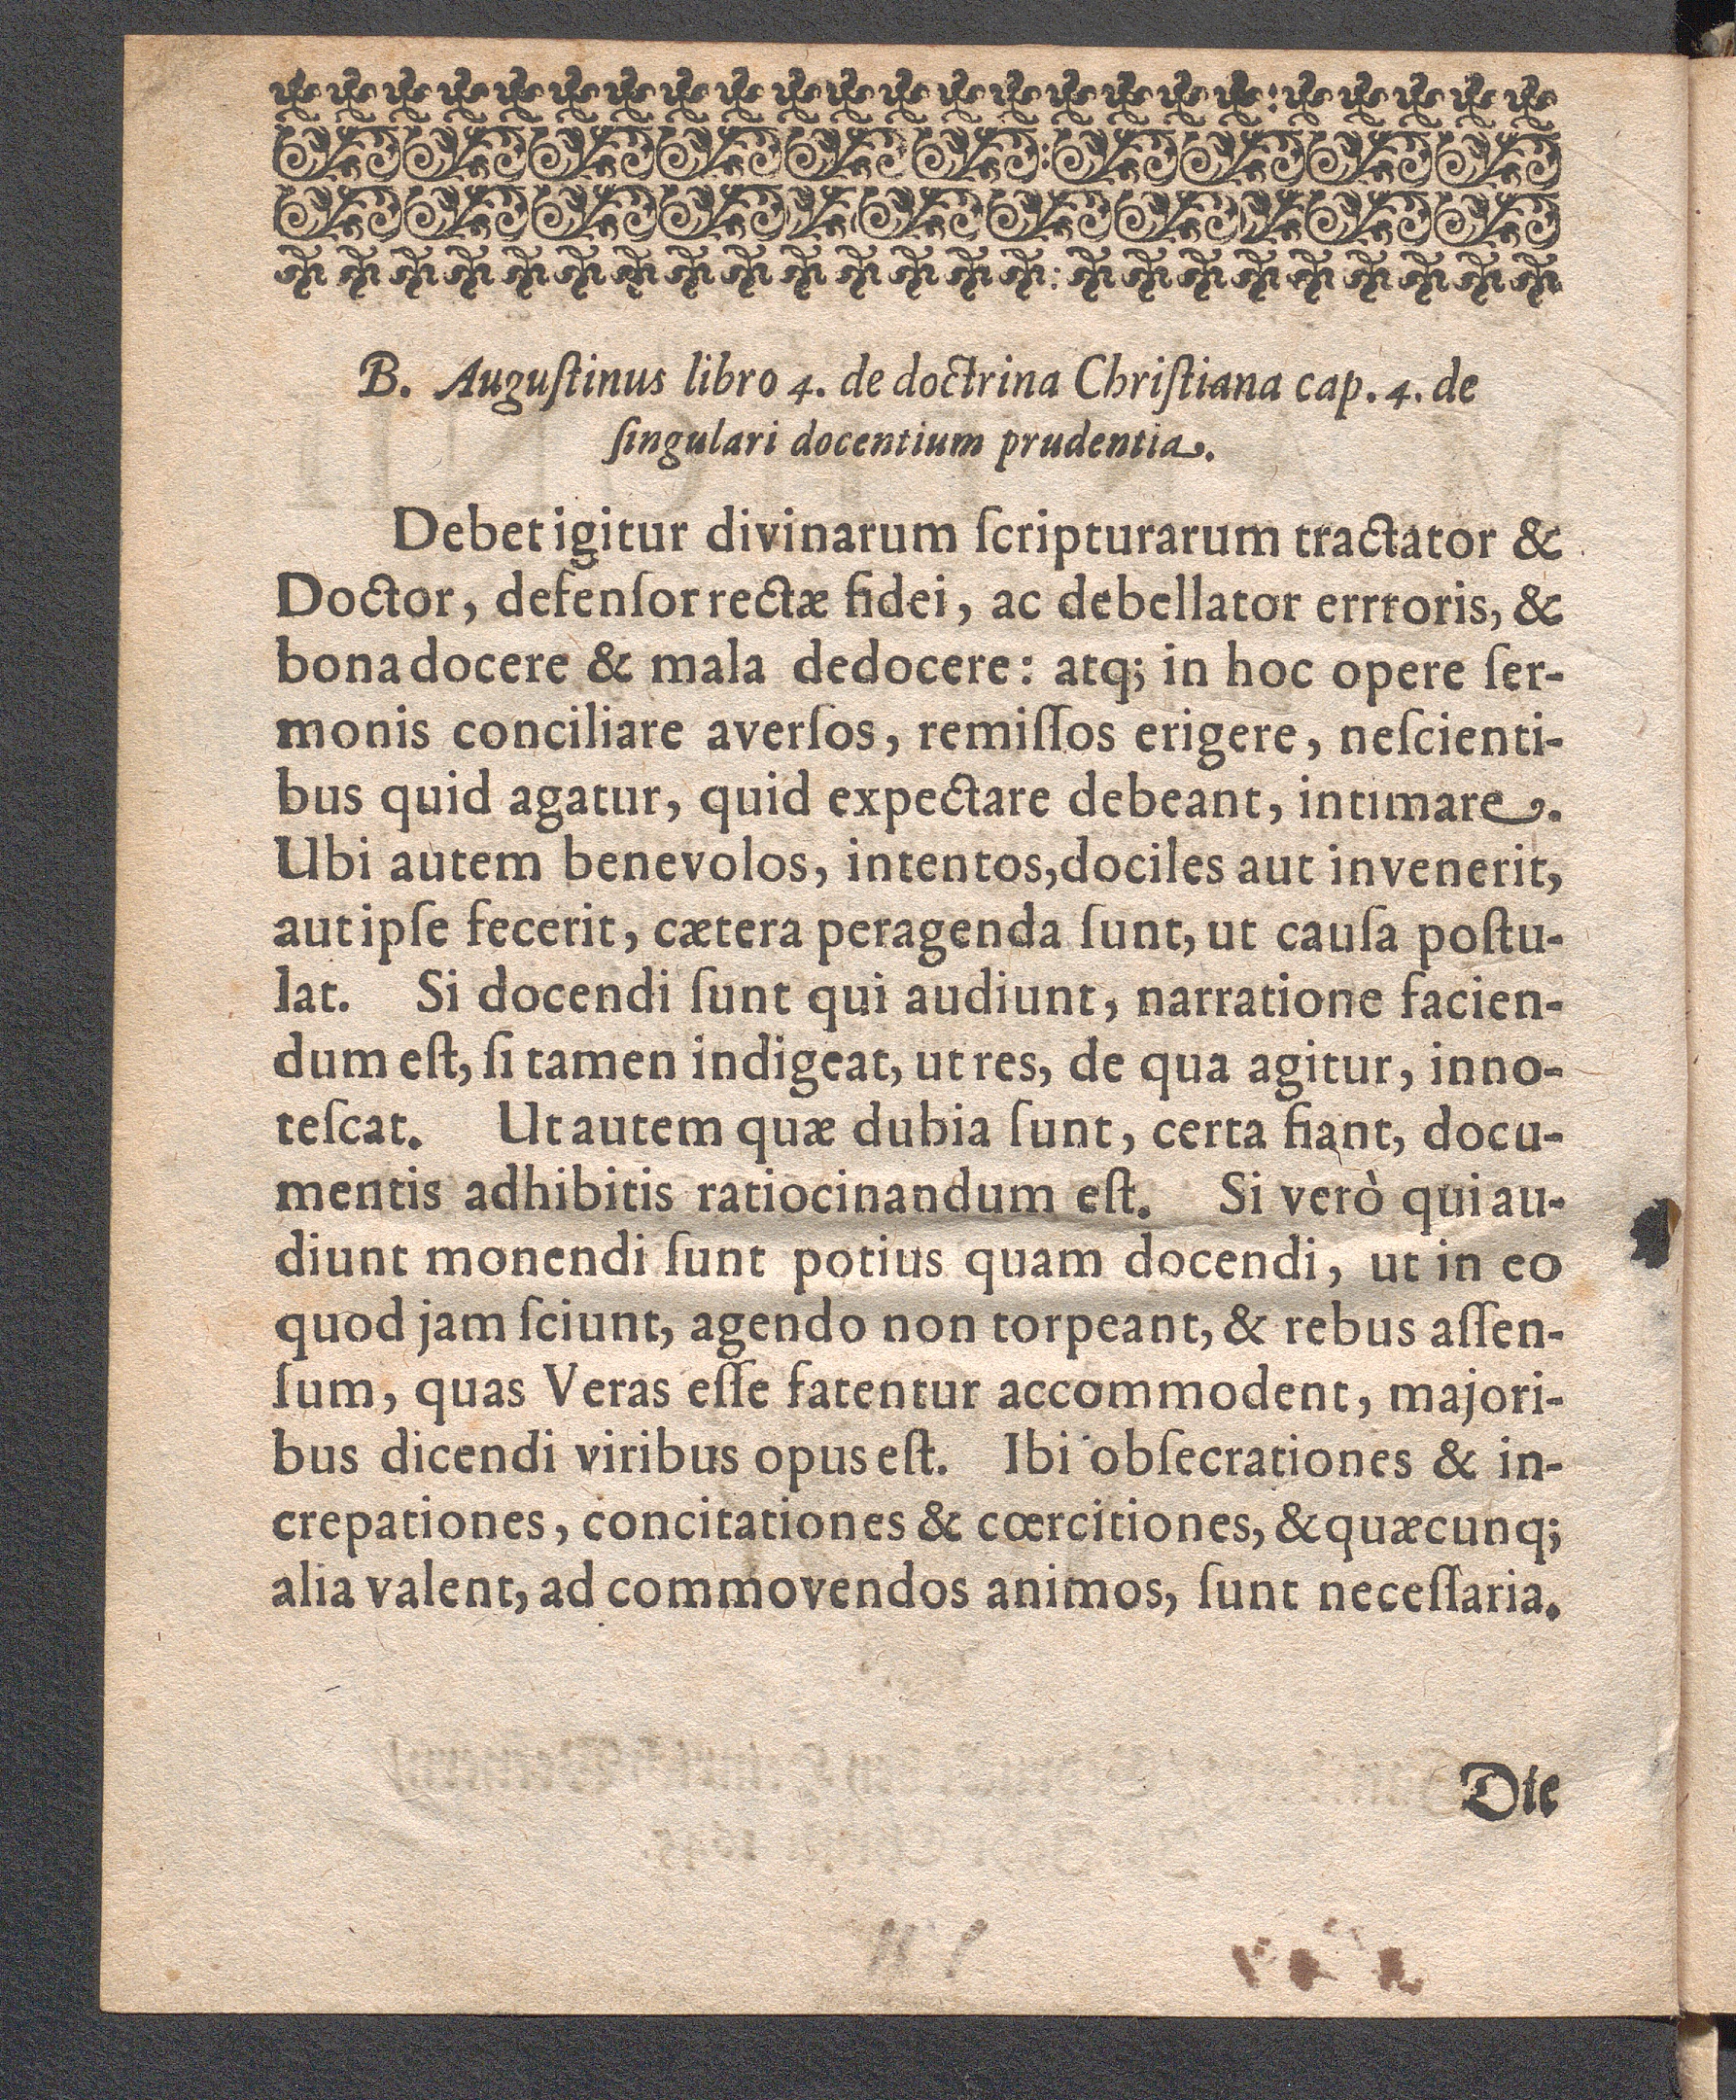 B. Auguſtinus libro 4. de doctrina Chriſtiana cap. 4. de
ſingulari docentium prudentia.
Debet igitur divinarum ſcripturarum tractator &
Doctor, defenſor rectæ fidei, ac debellator errroris, &
bona docere & mala dedocere: atq; in hoc opere ſer-
monis conciliare averſos, remiſſos erigere, neſcienti-
bus quid agatur, quid expectare debeant, intimare.
Ubi autem benevolos, intentos, dociles aut invenerit,
aut ipſe fecerit, cætera peragenda ſunt, ut cauſa poſtu-
lat. Si docendi ſunt qui audiunt, narratione facien-
dum eſt, ſi tamen indigeat, ut res, de qua agitur, inno-
teſcat. Ut autem quæ dubia ſunt, certa fiant, docu-
mentis adhibitis ratiocinandum eſt. Si verò qui au-
diunt monendi ſunt potius quam docendi, ut in eo
quod jam ſciunt, agendo non torpeant, & rebus aſſen-
ſum, quas Veras eſſe fatentur accommodent, majori-
bus dicendi viribus opus eſt. Ibi obſecrationes & in-
crepationes, concitationes & cœrcitiones, & quæcunq;
alia valent, ad commovendos animos, ſunt neceſſaria.
Die